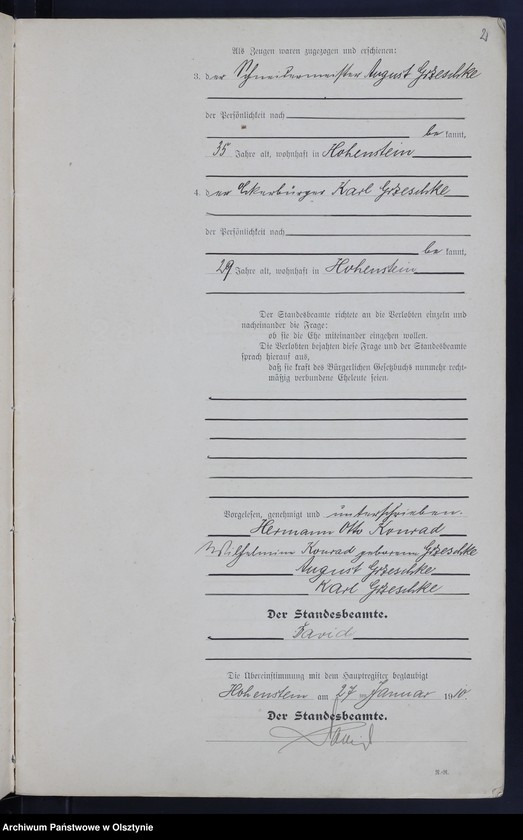 2
Als Zeugen waren zugezogen und erschienen:
3. der Schneidermeister August Grzeschke
der Persönlichkeit nach
bekannt,
35 Jahre alt, wohnhaft in Hohenstein
4. der Ackerbürger Karl Grzeschke
der Persönlichkeit nach
bekannt,
29 Jahre alt, wohnhaft in Hohenstein
Der Standesbeamte richtete an die Verlobten einzeln und
nacheinander die Frage:
ob sie die Ehe miteinander eingehen wollen.
Die Verlobten bejahten diese Frage und der Standesbeamte
sprach hierauf aus,
daß sie kraft des Bürgerlichen Gesetzbuchs nunmehr recht-
mäßig verbundene Eheleute seien.
Vorgelesen, genehmigt und unterschrieben.
Hermann Otto Konrad
Wilhelmine Konrad geborene Grzeschke
August Grzeschke
Karl Grzeschke
Der Standesbeamte.
David
Die Übereinstimmung mit dem Hauptregister beglaubigt
Hohenstein am 27 ten Januar 1910.
Der Standesbeamte.
David
Archiwum Państwowe w Olsztynie